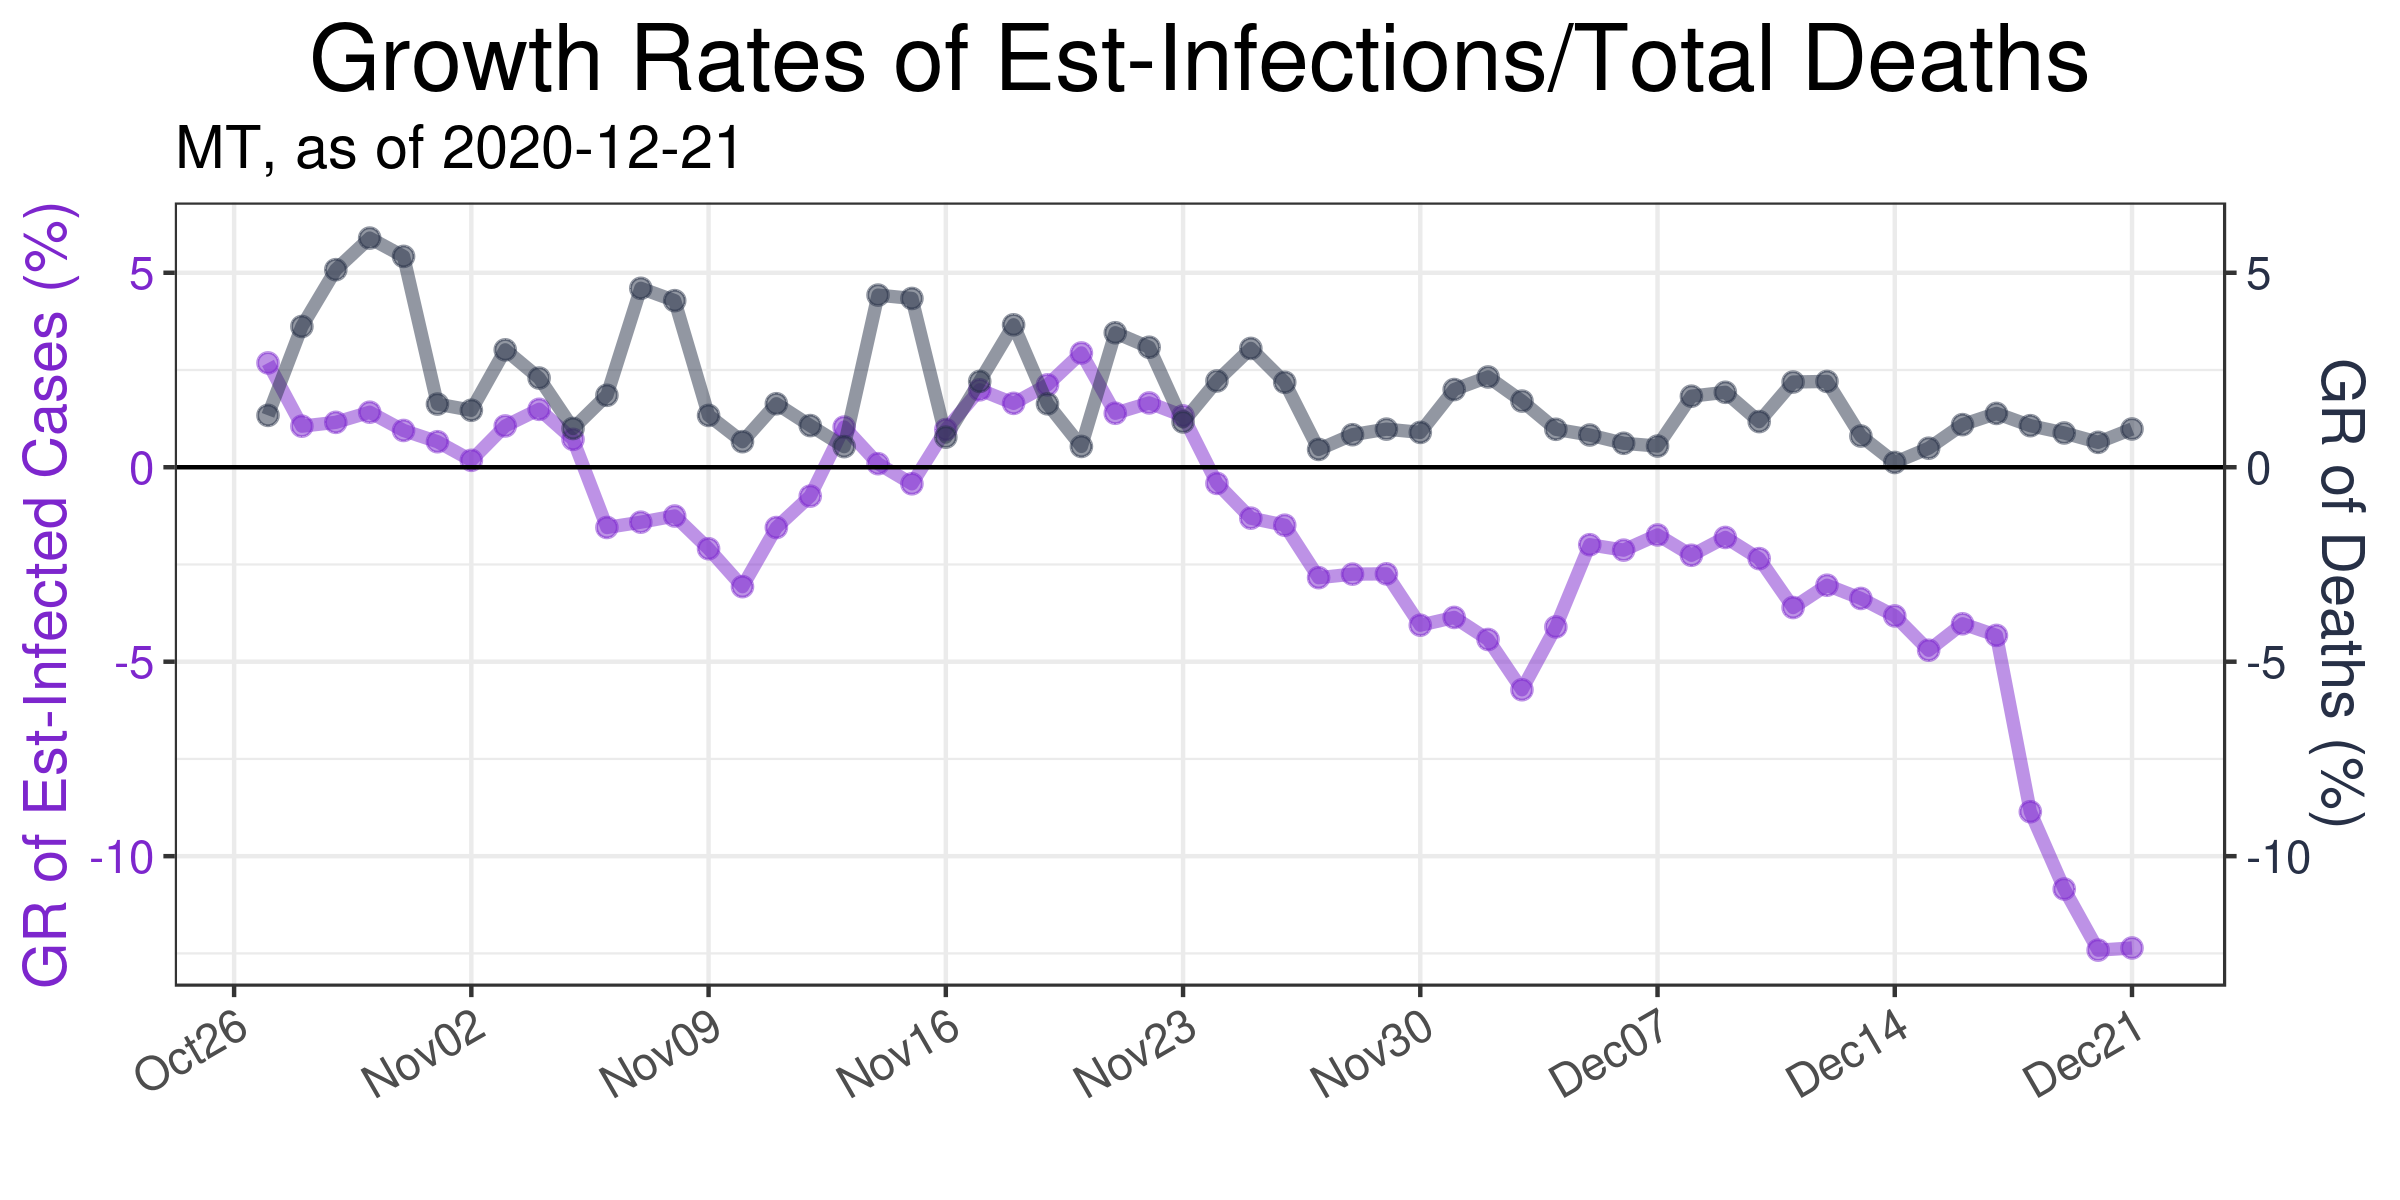 Growth Rates of Est-Infections/Total Deaths
MT, as of 2020-12-21
GR of Est-Infected Cases (%)
5
0
-5
-10
5
0
-5
-10
GR of Deaths (%)
Oct26
Nov02
Nov09
Nov16
Nov23
Nov30
Dec07
Dec14
Dec21